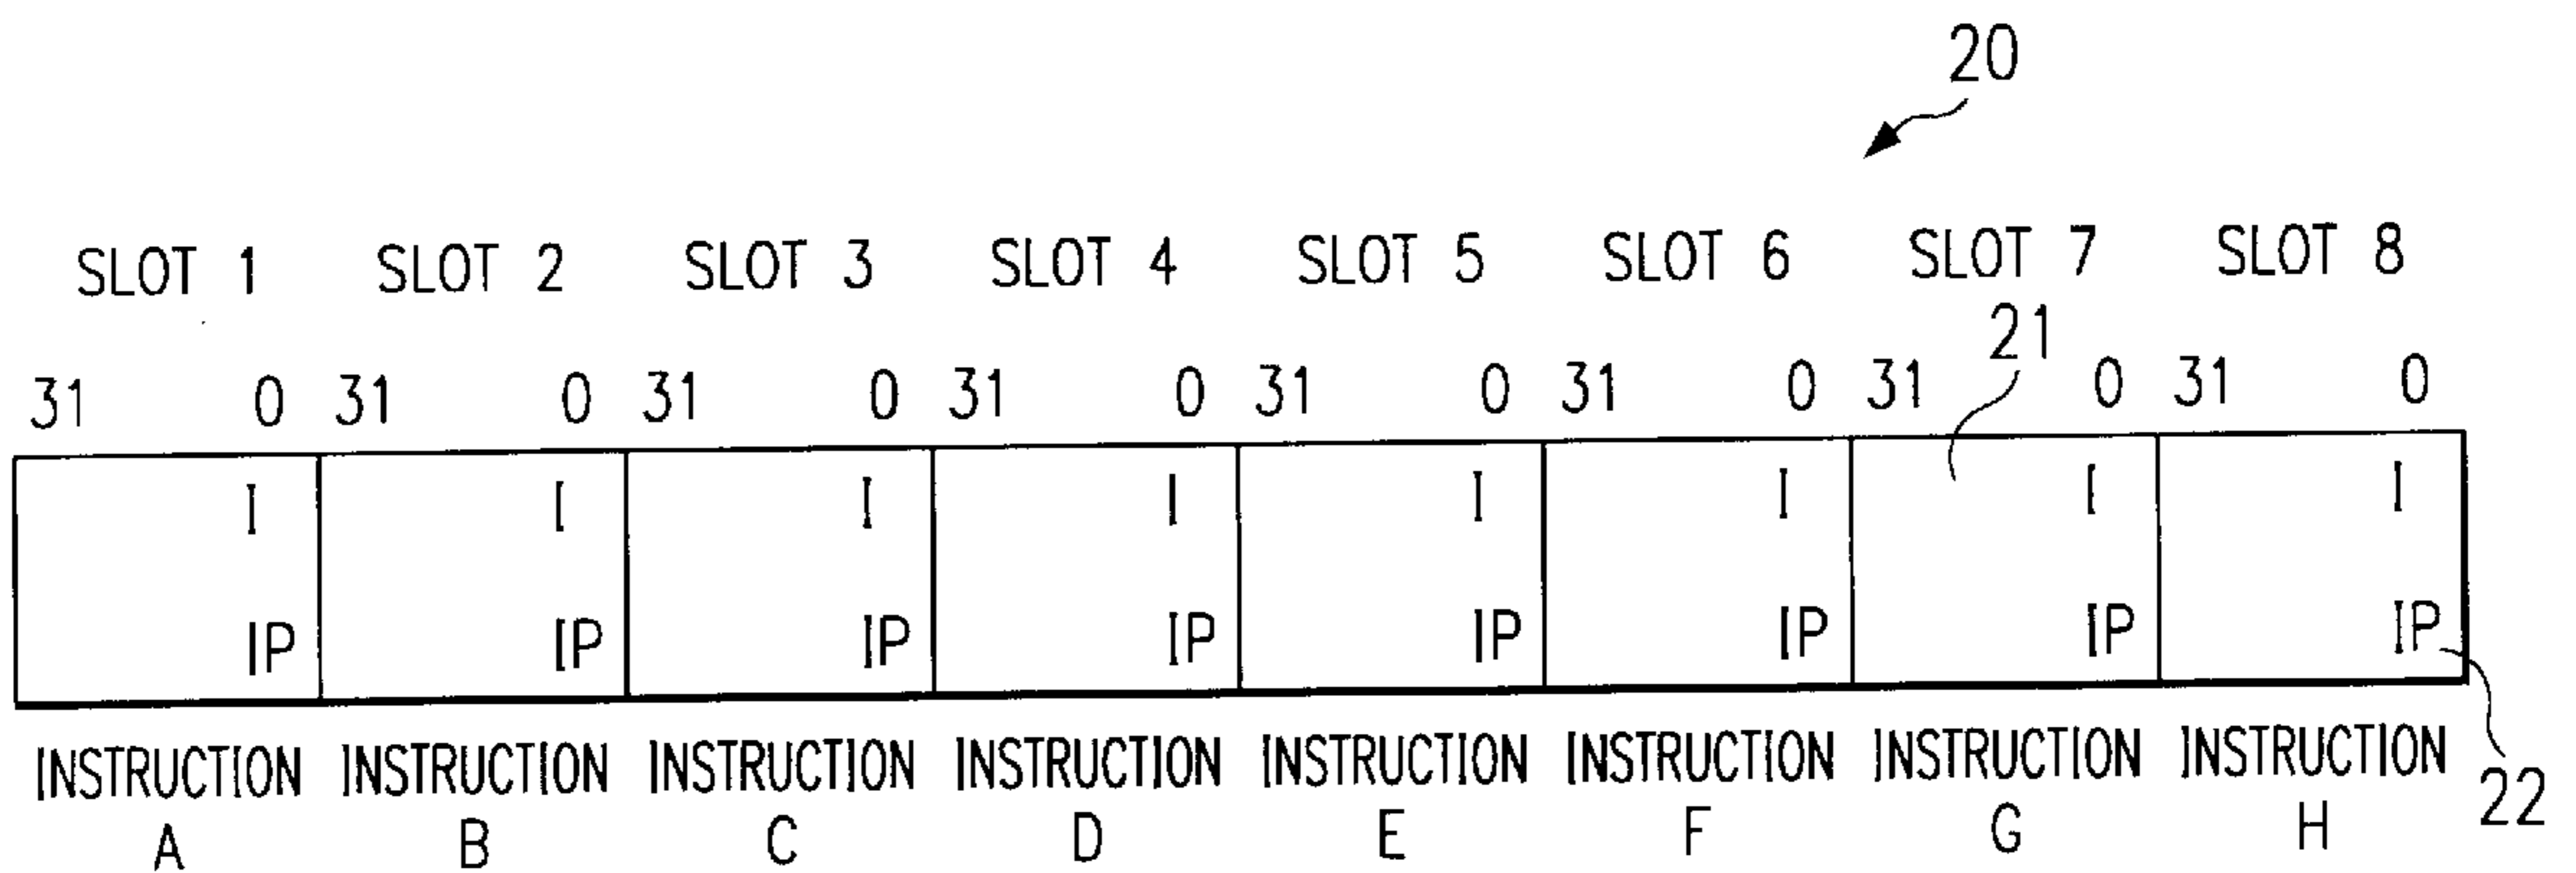 20
SLOT 1 SLOT 2 SLOT 3 SLOT 4 SLOT 5 SLOT 6 SLOT 7 SLOT 8
21
31 0 31 0 31 0 31 0 31 0 31 0 31 0 31 0
I I I I I I I I
IP IP IP IP IP IP IP IP
INSTRUCTION INSTRUCTION INSTRUCTION INSTRUCTION INSTRUCTION INSTRUCTION INSTRUCTION INSTRUCTION
22
A B C D E F G H